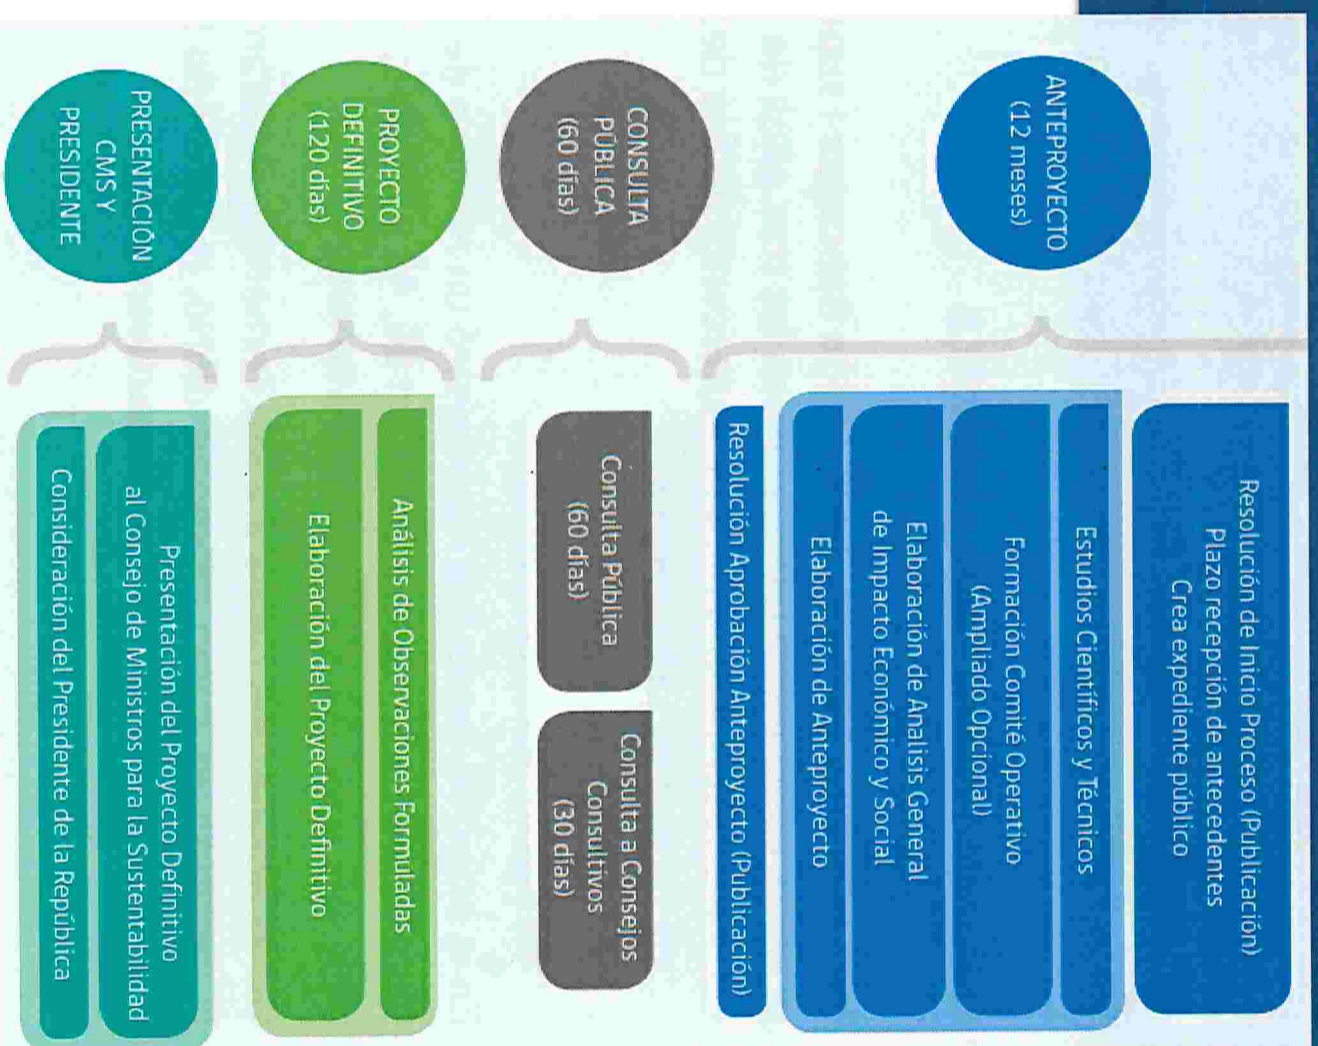 ANTEPROYECTO
(12 meses)
Resolución de Inicio Proceso (Publicación)
Plazo recepción de antecedentes
Crea expediente público
Estudios Científicos y Técnicos
Formación Comité Operativo
(Ampliado Opcional)
Elaboración de Analisis General
de Impacto Económico y Social
Elaboración de Anteproyecto
Resolución Aprobación Anteproyecto (Publicación)
CONSULTA
PÚBLICA
(60 días)
Consulta Pública
(60 días)
Consulta a Consejos
Consultivos
(30 días)
PROYECTO
DEFINITIVO
(120 días)
Análisis de Observaciones Formuladas
Elaboración del Proyecto Definitivo
PRESENTACIÓN
CMS Y
PRESIDENTE
Presentación del Proyecto Definitivo
al Consejo de Ministros para la Sustentabilidad
Consideración del Presidente de la República